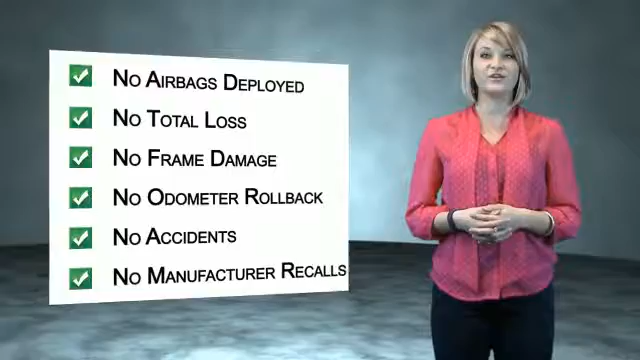 No Airbags Deployed
No Total Loss
No Frame Damage
No Odometer Rollback
No Accidents
No Manufacturer Recalls